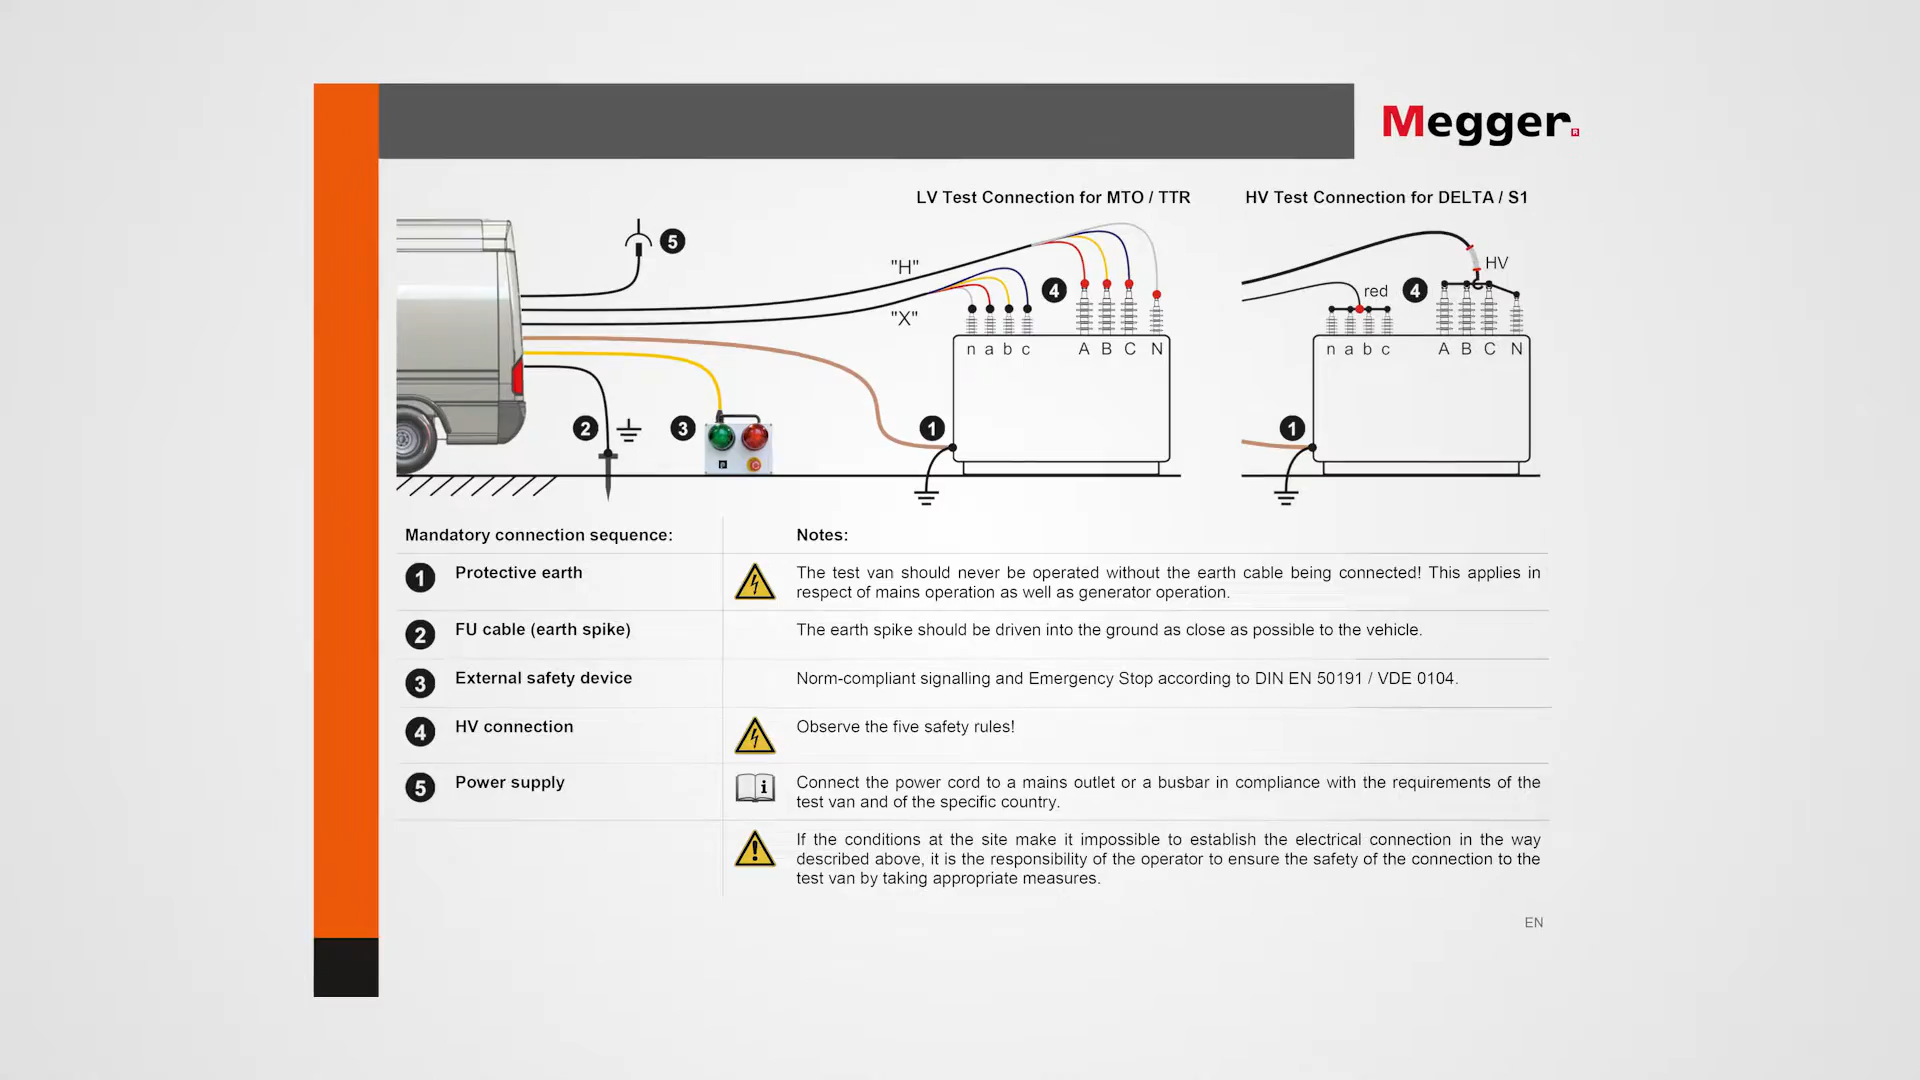 Megger
LV Test Connection for MTO / TTR
HV Test Connection for DELTA / S1
5
"H"
"X"
4
n a b c A B C N
HV
red
4
n a b c A B C N
2
3
1
1
Mandatory connection sequence:
Notes:
1 Protective earth
The test van should never be operated without the earth cable being connected! This applies in
respect of mains operation as well as generator operation.
2 FU cable (earth spike)
The earth spike should be driven into the ground as close as possible to the vehicle.
3 External safety device
Norm-compliant signalling and Emergency Stop according to DIN EN 50191 / VDE 0104.
4 HV connection
Observe the five safety rules!
5 Power supply
i
Connect the power cord to a mains outlet or a busbar in compliance with the requirements of the
test van and of the specific country.
!
If the conditions at the site make it impossible to establish the electrical connection in the way
described above, it is the responsibility of the operator to ensure the safety of the connection to the
test van by taking appropriate measures.
EN